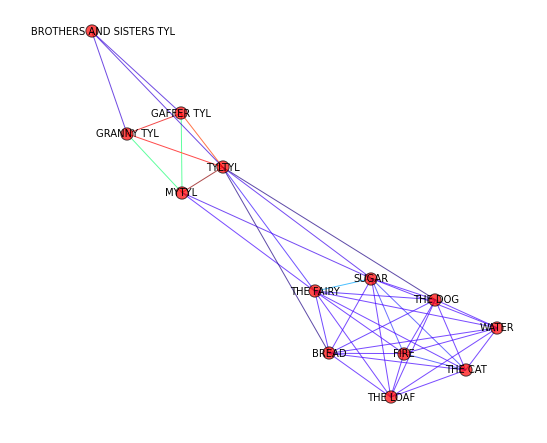 BROTHERS AND SISTERS TYL
GAFFER TYL
GRANNY TYL
TYLTYL
MYTYL
SUGAR
THE FAIRY
THE DOG
WATER
BREAD
FIRE
THE CAT
THE LOAF